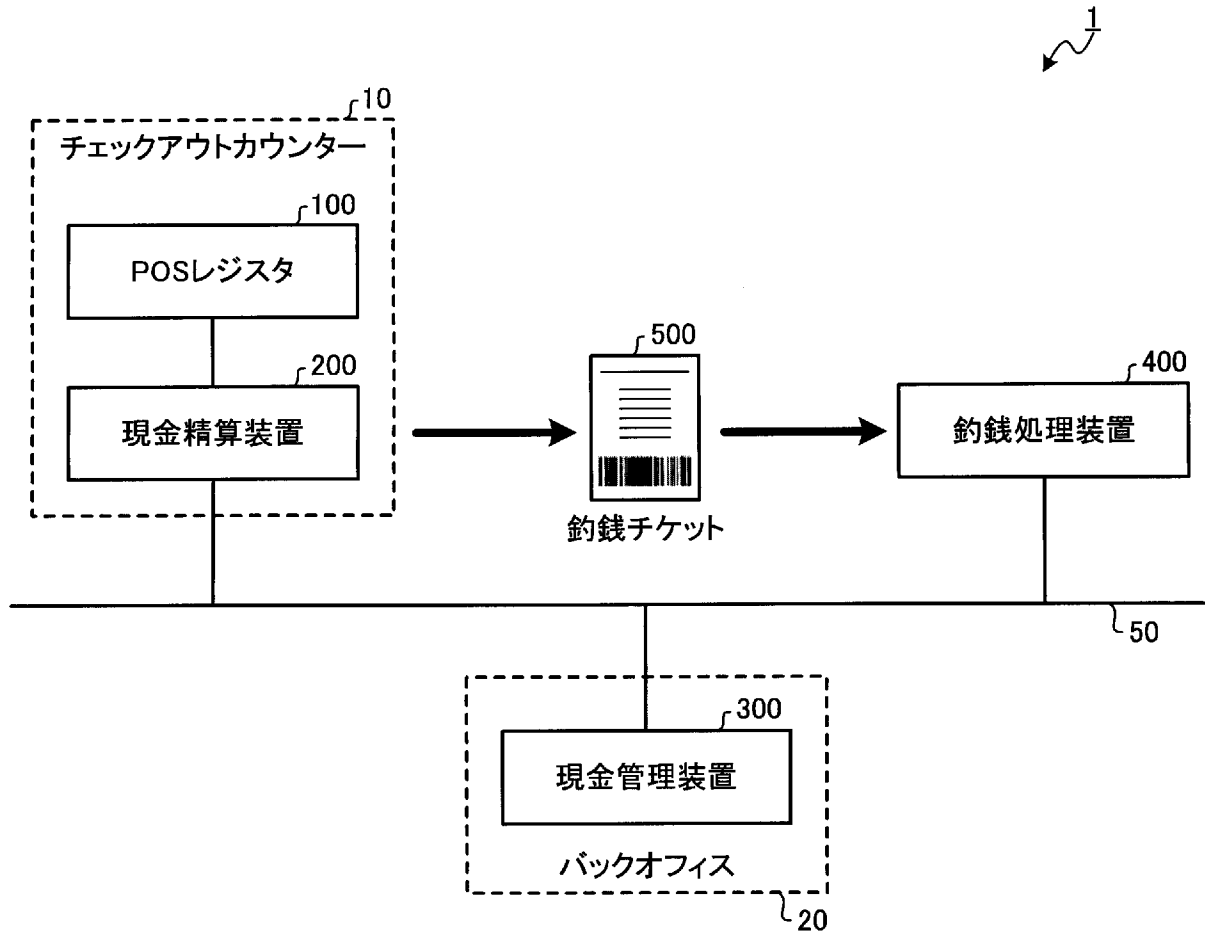 1
10
チェックアウトカウンター
100
POSレジスタ
200
現金精算装置
500
釣銭チケット
400
釣銭処理装置
50
300
現金管理装置
バックオフィス
20